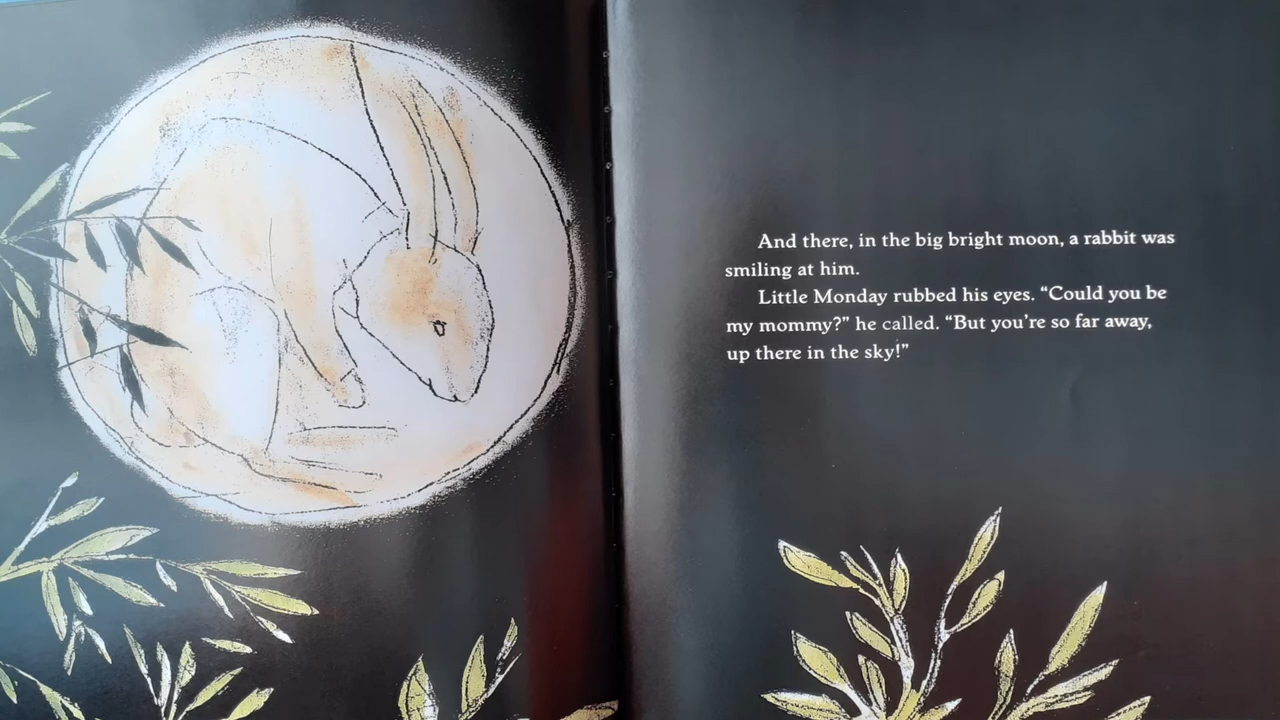 And there, in the big bright moon, a rabbit was
smiling at him.
Little Monday rubbed his eyes. “Could you be
my mommy?” he called. “But you’re so far away,
up there in the sky!”